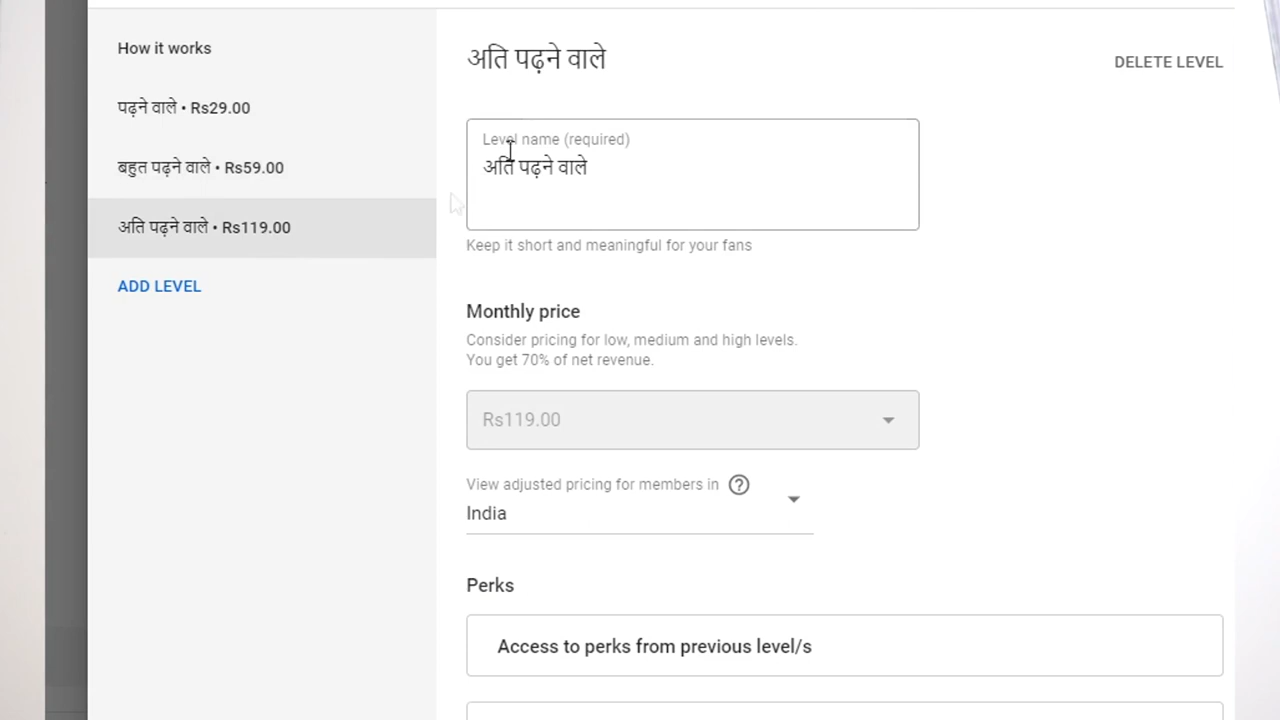 How it works
पढ़ने वाले • Rs29.00
बहुत पढ़ने वाले • Rs59.00
अति पढ़ने वाले • Rs119.00
ADD LEVEL
अति पढ़ने वाले
DELETE LEVEL
Level name (required)
अति पढ़ने वाले
Keep it short and meaningful for your fans
Monthly price
Consider pricing for low, medium and high levels.
You get 70% of net revenue.
Rs119.00
View adjusted pricing for members in
India
Perks
Access to perks from previous level/s